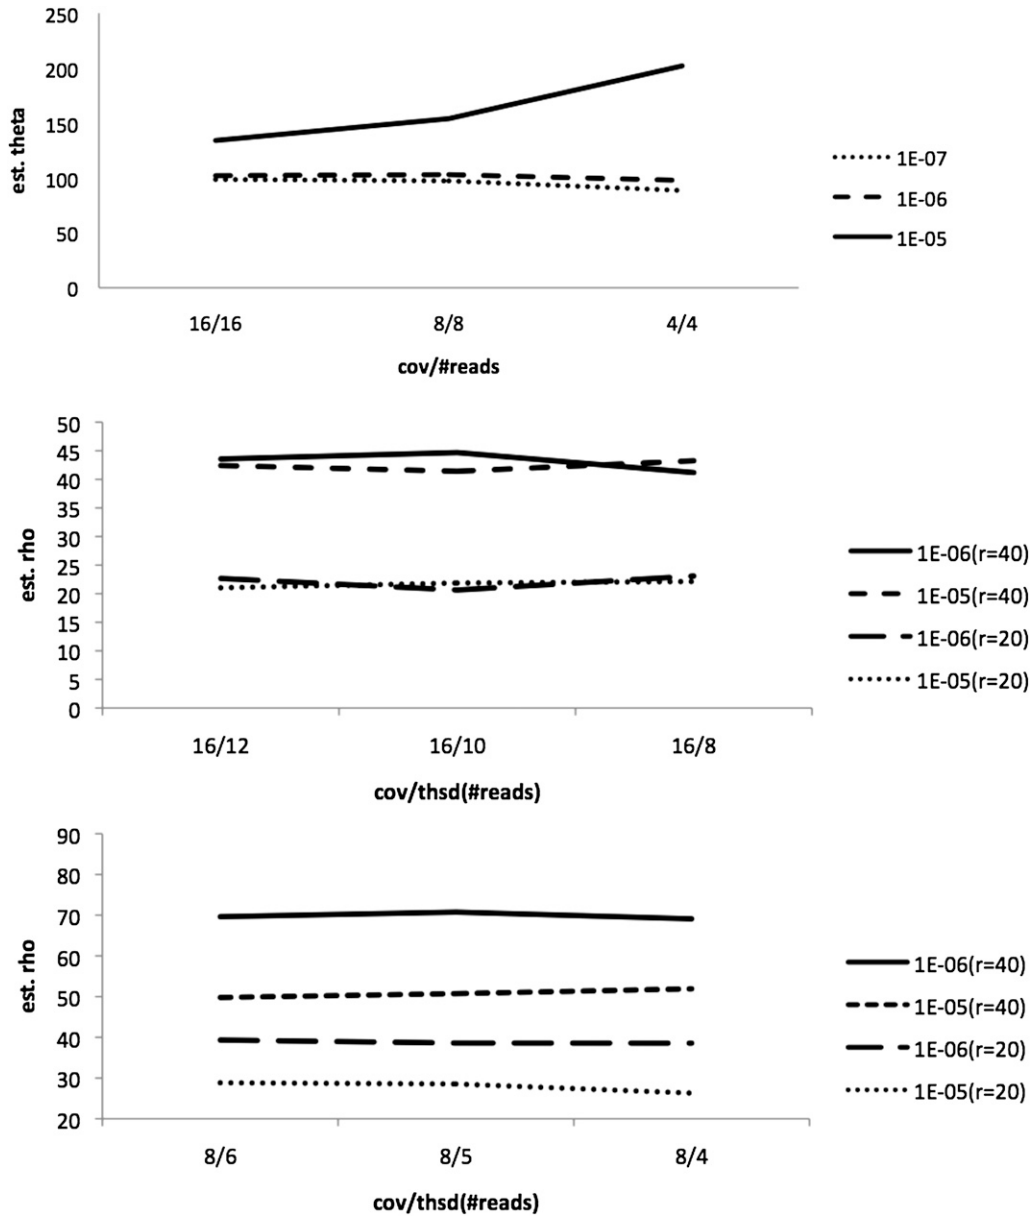 250
200
150
100
50
0
est. theta
16/16 8/8 4/4
cov/#reads
1E-07
1E-06
1E-05
50
45
40
35
30
25
20
15
10
5
0
est. rho
16/12 16/10 16/8
cov/thsd(#reads)
1E-06(r=40)
1E-05(r=40)
1E-06(r=20)
1E-05(r=20)
90
80
70
60
50
40
30
20
est. rho
8/6 8/5 8/4
cov/thsd(#reads)
1E-06(r=40)
1E-05(r=40)
1E-06(r=20)
1E-05(r=20)